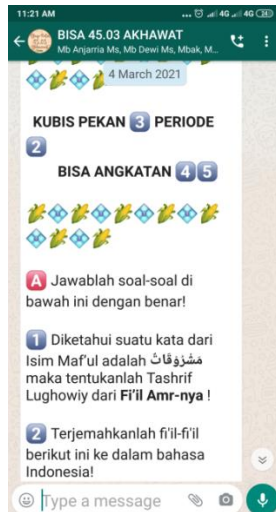 11:21 AM ... 4G 4G 31
BISA 45.03 AKHAWAT
Mb Anjarria Ms, Mb Dewi Ms, Mbak, M...
4 March 2021
KUBIS PEKAN 3 PERIODE
2
BISA ANGKATAN 4 5
A Jawablah soal-soal di
bawah ini dengan benar!
1 Diketahui suatu kata dari
Isim Maf'ul adalah مَسْرُوْقَاتٌ
maka tentukanlah Tashrif
Lughowiy dari Fi'il Amr-nya !
2 Terjemahkanlah fi'il-fi'il
berikut ini ke dalam bahasa
Indonesia!
Type a message